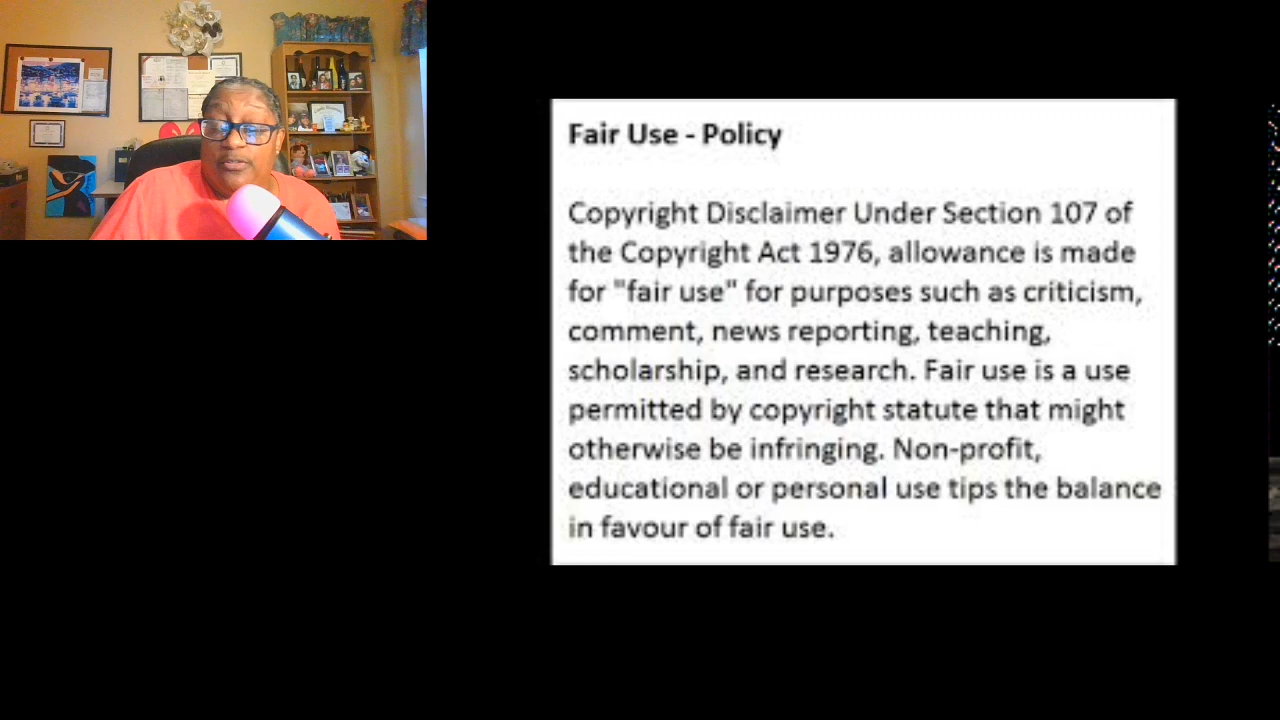 Fair Use - Policy
Copyright Disclaimer Under Section 107 of
the Copyright Act 1976, allowance is made
for "fair use" for purposes such as criticism,
comment, news reporting, teaching,
scholarship, and research. Fair use is a use
permitted by copyright statute that might
otherwise be infringing. Non-profit,
educational or personal use tips the balance
in favour of fair use.